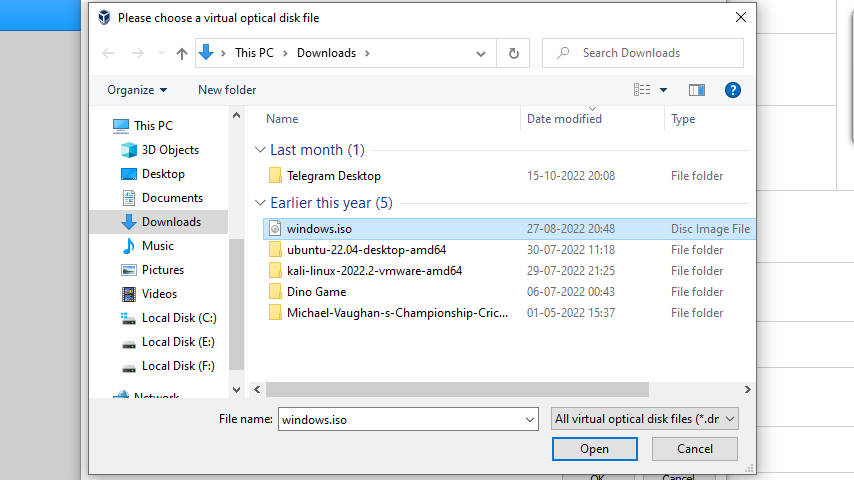 Please choose a virtual optical disk file
This PC
Downloads
Search Downloads
Organize
New folder
This PC
3D Objects
Desktop
Documents
Downloads
Music
Pictures
Videos
Local Disk (C:)
Local Disk (E:)
Local Disk (F:)
Network
Name Date modified Type
Last month (1)
Telegram Desktop 15-10-2022 20:08 File folder
Earlier this year (5)
windows.iso 27-08-2022 20:48 Disc Image File
ubuntu-22.04-desktop-amd64 30-07-2022 11:18 File folder
kali-linux-2022.2-vmware-amd64 29-07-2022 21:25 File folder
Dino Game 06-07-2022 00:43 File folder
Michael-Vaughan-s-Championship-Cric... 01-05-2022 15:37 File folder
File name: windows.iso All virtual optical disk files (*.dr
Open Cancel
OK Cancel